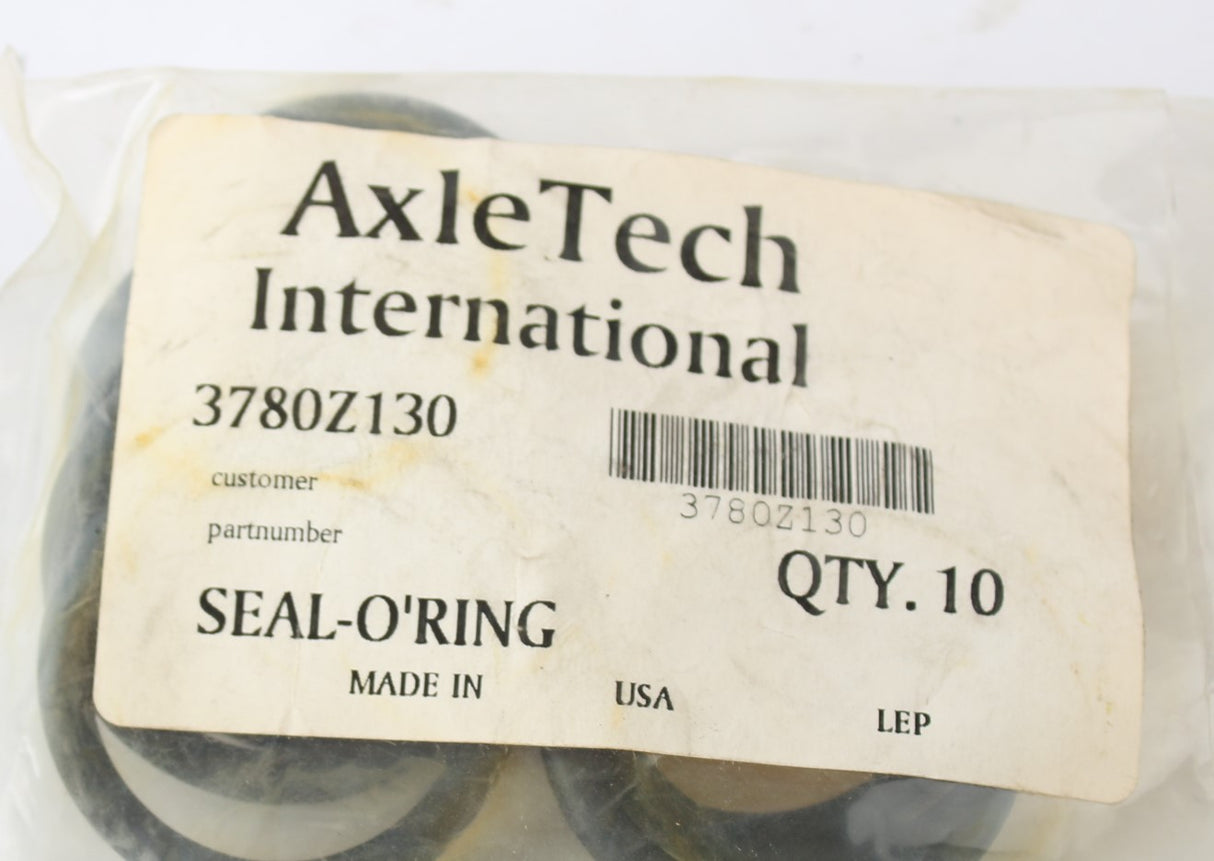 AxleTech
International
3780Z130
3780Z130
customer
partnumber
QTY. 10
SEAL-O'RING
MADE IN USA
LEP